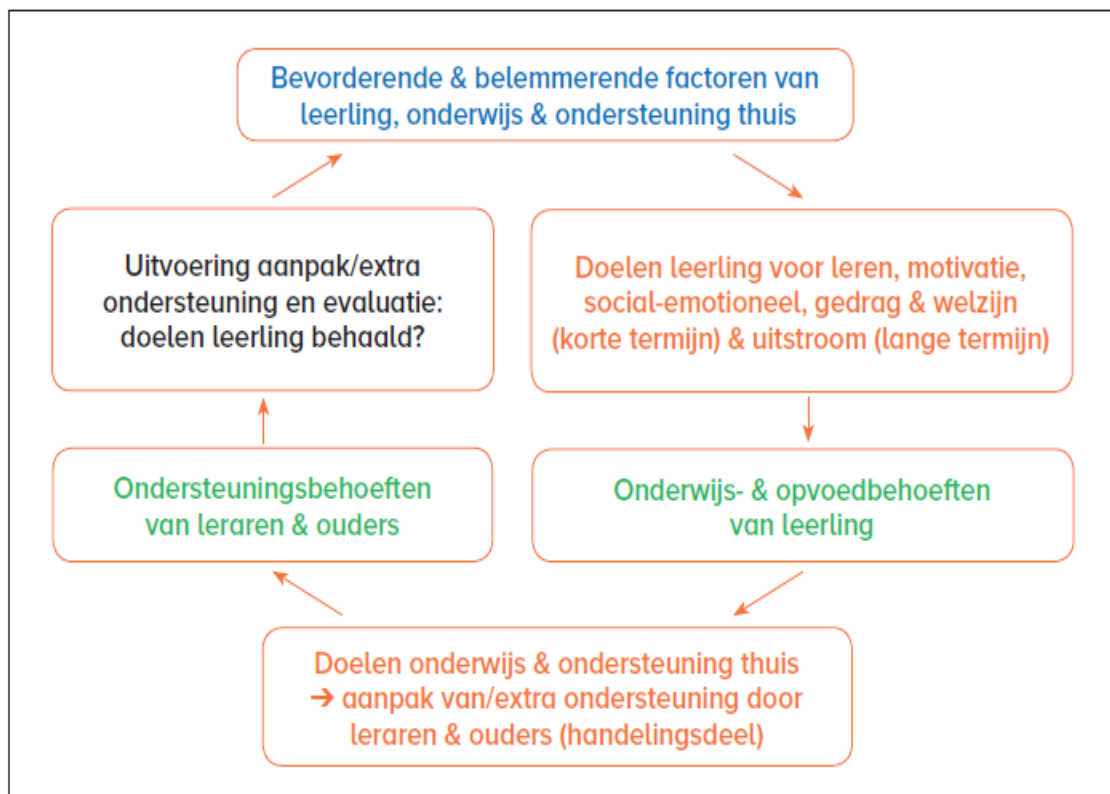 Bevorderende & belemmerende factoren van
leerling, onderwijs & ondersteuning thuis
Doelen leerling voor leren, motivatie,
social-emotioneel, gedrag & welzijn
(korte termijn) & uitstroom (lange termijn)
Onderwijs- & opvoedbehoeften
van leerling
Doelen onderwijs & ondersteuning thuis
➔ aanpak van/extra ondersteuning door
leraren & ouders (handelingsdeel)
Ondersteuningsbehoeften
van leraren & ouders
Uitvoering aanpak/extra
ondersteuning en evaluatie:
doelen leerling behaald?